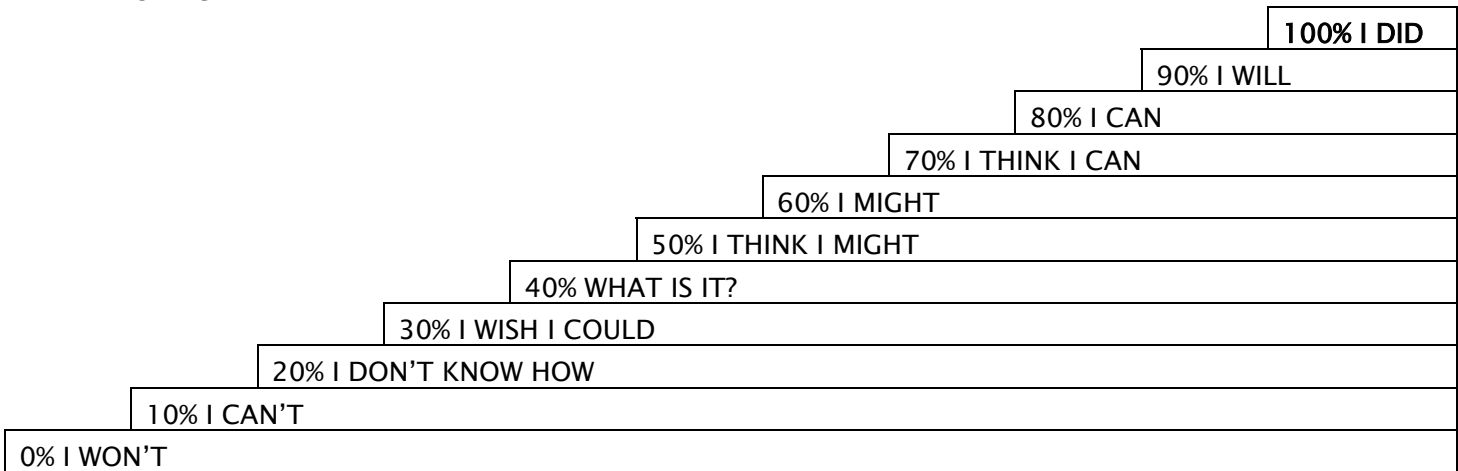 100% I DID
90% I WILL
80% I CAN
70% I THINK I CAN
60% I MIGHT
50% I THINK I MIGHT
40% WHAT IS IT?
30% I WISH I COULD
20% I DON’T KNOW HOW
10% I CAN’T
0% I WON’T